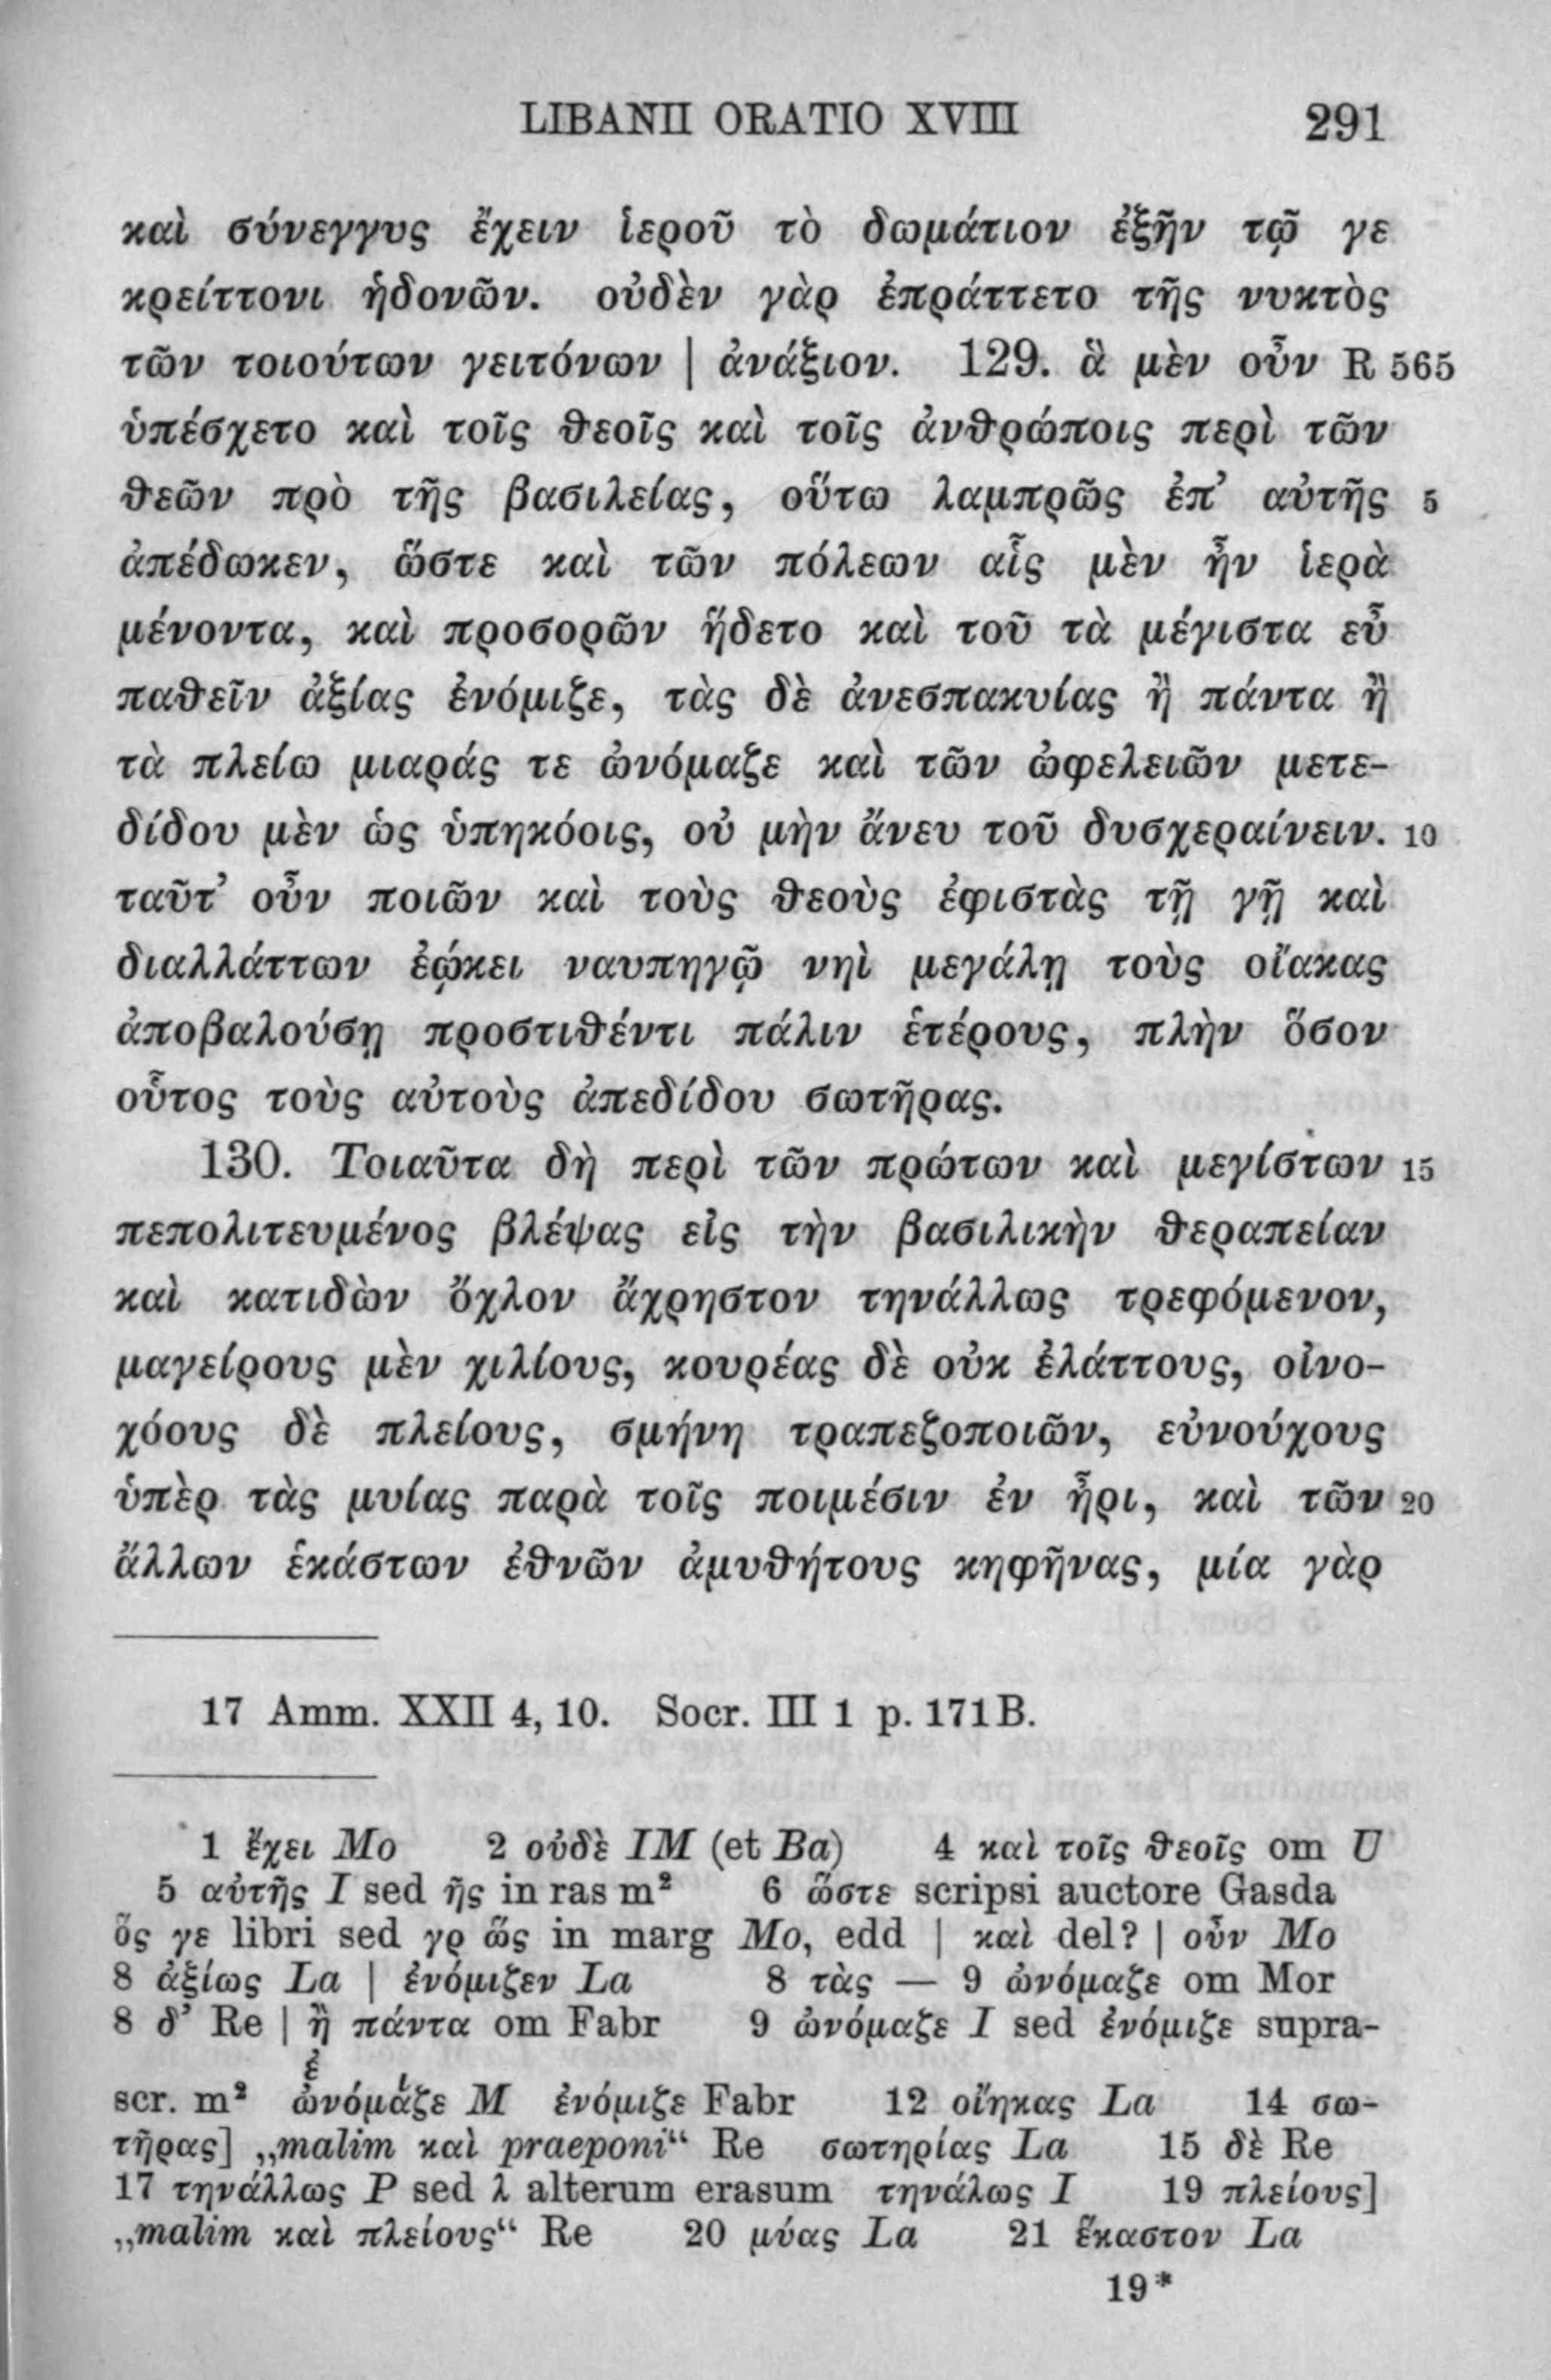 LIBANII ORATIO XVIII 291
καὶ σύνεγγυς ἔχειν ἱεροῦ τὸ δωμάτιον ἐξῆν τῷ γε
κρείττονι ἡδονῶν. οὐδὲν γὰρ ἐπράττετο τῆς νυκτὸς
τῶν τοιούτων γειτόνων | ἀνάξιον. 129. ἃ μὲν οὖν R 565
ὑπέσχετο καὶ τοῖς θεοῖς καὶ τοῖς ἀνθρώποις περὶ τῶν
θεῶν πρὸ τῆς βασιλείας, οὕτω λαμπρῶς ἐπ’ αὐτῆς 5
ἀπέδωκεν, ὥστε καὶ τῶν πόλεων αἷς μὲν ἦν ἱερὰ
μένοντα, καὶ προσορῶν ἥδετο καὶ τοῦ τὰ μέγιστα εὖ
παθεῖν ἀξίας ἐνόμιζε, τὰς δὲ ἀνεσπακυίας ἢ πάντα ἢ
τὰ πλείω μιαράς τε ὠνόμαζε καὶ τῶν ὠφελειῶν μετε-
δίδου μὲν ὡς ὑπηκόοις, οὐ μὴν ἄνευ τοῦ δυσχεραίνειν. 10
ταῦτ’ οὖν ποιῶν καὶ τοὺς θεοὺς ἐφιστὰς τῇ γῇ καὶ
διαλλάττων ἐῴκει ναυπηγῷ νηὶ μεγάλῃ τοὺς οἴακας
ἀποβαλούσῃ προστιθέντι πάλιν ἑτέρους, πλὴν ὅσον
οὗτος τοὺς αὐτοὺς ἀπεδίδου σωτῆρας.
130. Τοιαῦτα δὴ περὶ τῶν πρώτων καὶ μεγίστων 15
πεπολιτευμένος βλέψας εἰς τὴν βασιλικὴν θεραπείαν
καὶ κατιδὼν ὄχλον ἄχρηστον τηνάλλως τρεφόμενον,
μαγείρους μὲν χιλίους, κουρέας δὲ οὐκ ἐλάττους, οἰνο-
χόους δὲ πλείους, σμήνη τραπεζοποιῶν, εὐνούχους
ὑπὲρ τὰς μυίας παρὰ τοῖς ποιμέσιν ἐν ἦρι, καὶ τῶν 20
ἄλλων ἑκάστων ἐθνῶν ἀμυθήτους κηφῆνας, μία γὰρ
17 Amm. XXII 4, 10. Socr. III 1 p. 171 B.
1 ἔχει Mo 2 οὐδὲ IM (et Ba) 4 καὶ τοῖς θεοῖς om U
5 αὐτῆς I sed ῆς in ras m² 6 ὥστε scripsi auctore Gasda
ὅς γε libri sed γρ ὥς in marg Mo, edd | καὶ del? | οὖν Mo
8 ἀξίως La | ἐνόμιζεν La 8 τὰς — 9 ὠνόμαζε om Mor
8 δ’ Re | ἢ πάντα om Fabr 9 ὠνόμαζε I sed ἐνόμιζε supra-
scr. m² ὠνόμαζε M ἐνόμιζε Fabr 12 οἴηκας La 14 σω-
τῆρας] „malim καὶ praeponi“ Re σωτηρίας La 15 δὲ Re
17 τηνάλλως P sed λ alterum erasum τηνάλως I 19 πλείους]
„malim καὶ πλείους“ Re 20 μύας La 21 ἕκαστον La
19*